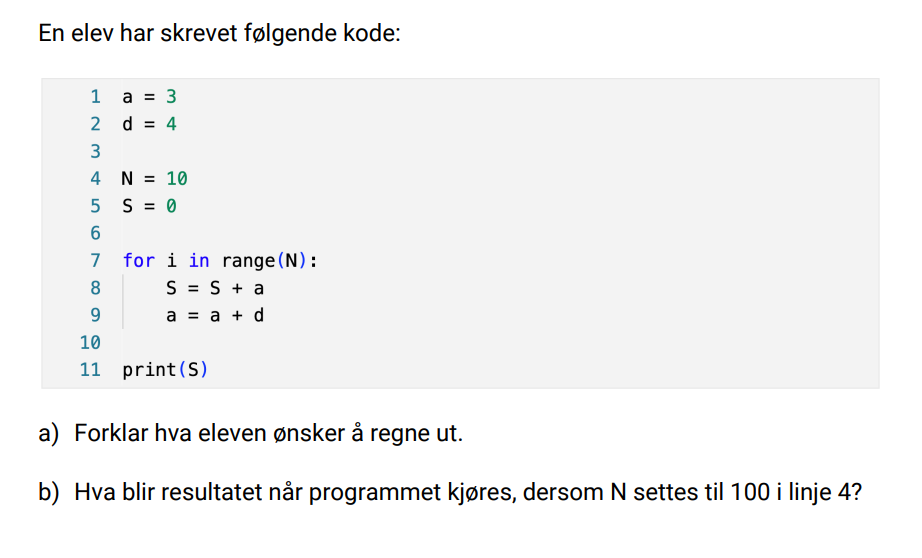 En elev har skrevet følgende kode:
1 a = 3
2 d = 4
3
4 N = 10
5 S = 0
6
7 for i in range(N):
8     S = S + a
9     a = a + d
10
11 print(S)
a) Forklar hva eleven ønsker å regne ut.
b) Hva blir resultatet når programmet kjøres, dersom N settes til 100 i linje 4?